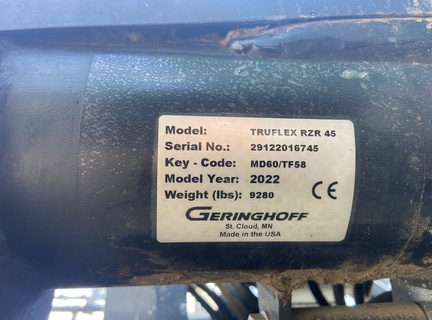 Model: TRUFLEX RZR 45
Serial No.: 29122016745
Key - Code: MD60/TF58
Model Year: 2022
Weight (lbs): 9280
CE
GERINGHOFF
St. Cloud, MN
Made in the USA